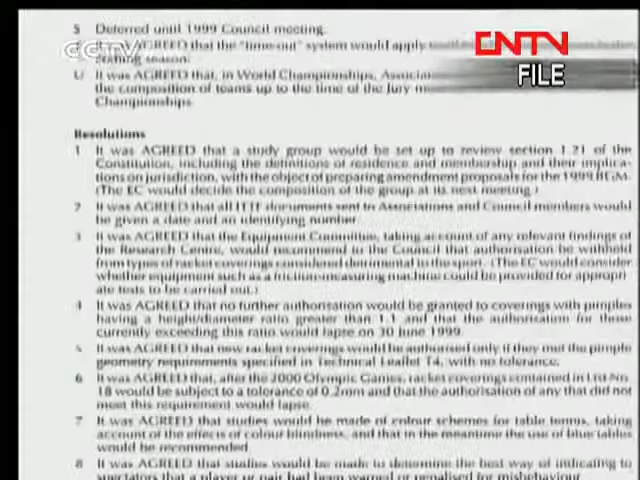 5 Deferred until 1999 Council meeting.
It was AGREED that the "time-out" system would apply
existing season.
It was AGREED that, in World Championships,
the composition of teams up to the time of the Jury
Championships.
CCTV
CNTV
FILE
Resolutions
1 It was AGREED that a study group would be set up to review section 1.21 of the
Constitution, including the definitions of residence and membership and their implica-
tions on jurisdiction, with the object of preparing amendment proposals for the 1999 BGM.
(The EC would decide the composition of the group at its next meeting.)
2 It was AGREED that all ITTF documents sent to Associations and Council members would
be given a date and an identifying number.
3 It was AGREED that the Equipment Committee, taking account of any relevant findings of
the Research Centre, would recommend to the Council that authorisation be withheld
from types of racket coverings considered detrimental to the sport. (The EC would consider
whether equipment such as a friction-measuring machine could be provided for appropri-
ate tests to be carried out.)
4 It was AGREED that no further authorisation would be granted to coverings with pimples
having a height/diameter ratio greater than 1.1 and that the authorisation for those
currently exceeding this ratio would lapse on 30 June 1999.
5 It was AGREED that new racket coverings would be authorised only if they met the pimple
geometry requirements specified in Technical Leaflet T4, with no tolerance.
6 It was AGREED that, after the 2000 Olympic Games, racket coverings contained in List No.
18 would be subject to a tolerance of 0.2mm and that the authorisation of any that did not
meet this requirement would lapse.
7 It was AGREED that studies would be made of colour schemes for table tennis, taking
account of the effects of colour blindness, and that in the meantime the use of blue tables
would be recommended.
8 It was AGREED that studies would be made to determine the best way of indicating to
spectators that a player or pair had been warned or penalised for misbehaviour.